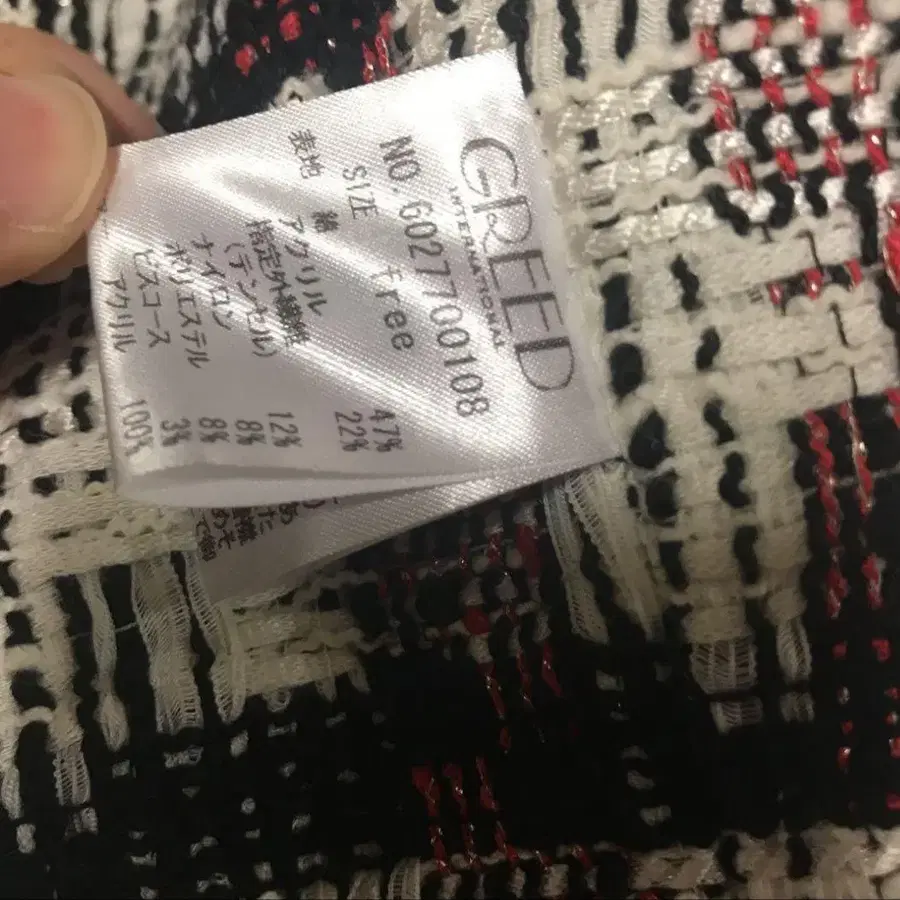 GREED
INTERNATIONAL
NO. 6027700108
SIZE free
表地 綿 47%
アクリル 22%
指定外繊維
(テンセル) 12%
ナイロン 8%
ポリエステル 8%
ビスコース 3%
アクリル 100%